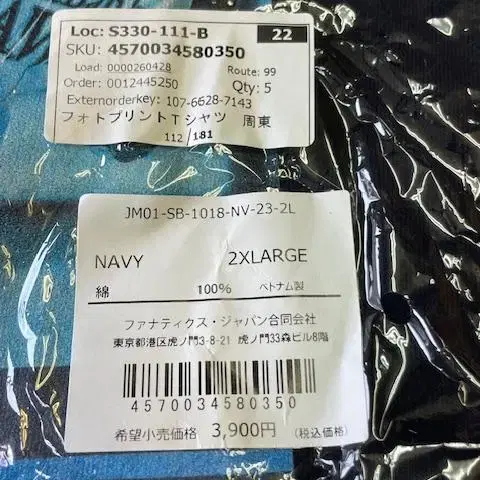 Loc: S330-111-B 22
SKU: 4570034580350
Load: 0000260428 Route: 99
Order: 0012445250 Qty: 5
Externorderkey: 107-6628-7143
フォトプリントTシャツ 周東
112 / 181
JM01-SB-1018-NV-23-2L
NAVY 2XLARGE
綿 100% ベトナム製
ファナティクス・ジャパン合同会社
東京都港区虎ノ門3-8-21 虎ノ門33森ビル8階
4570034580350
希望小売価格 3,900円 (税込価格)